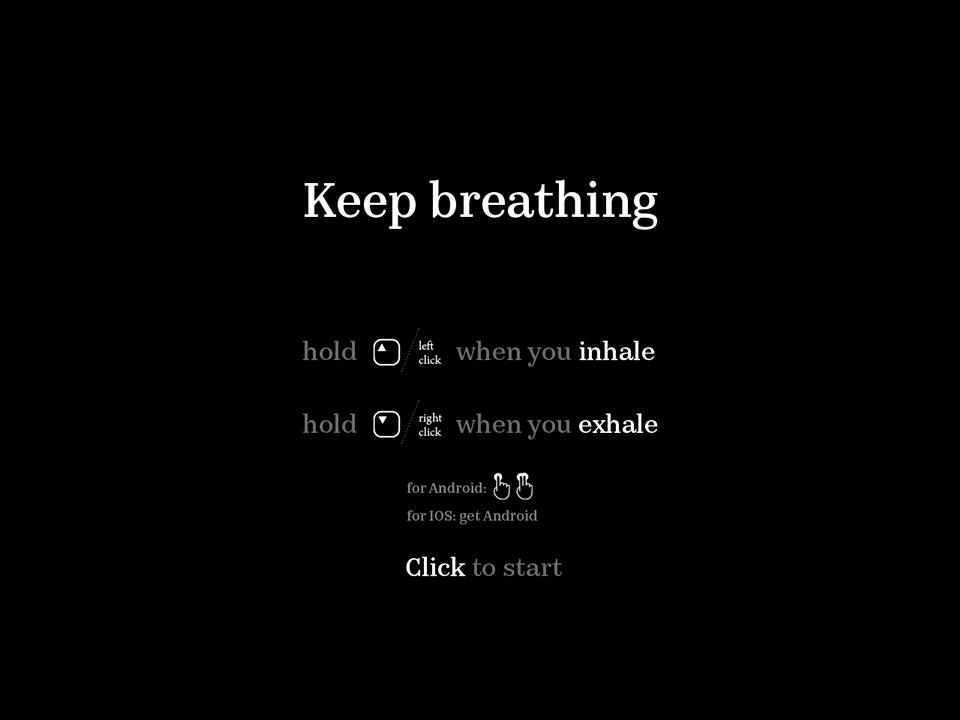 Keep breathing
hold left click when you inhale
hold right click when you exhale
for Android:
for IOS: get Android
Click to start